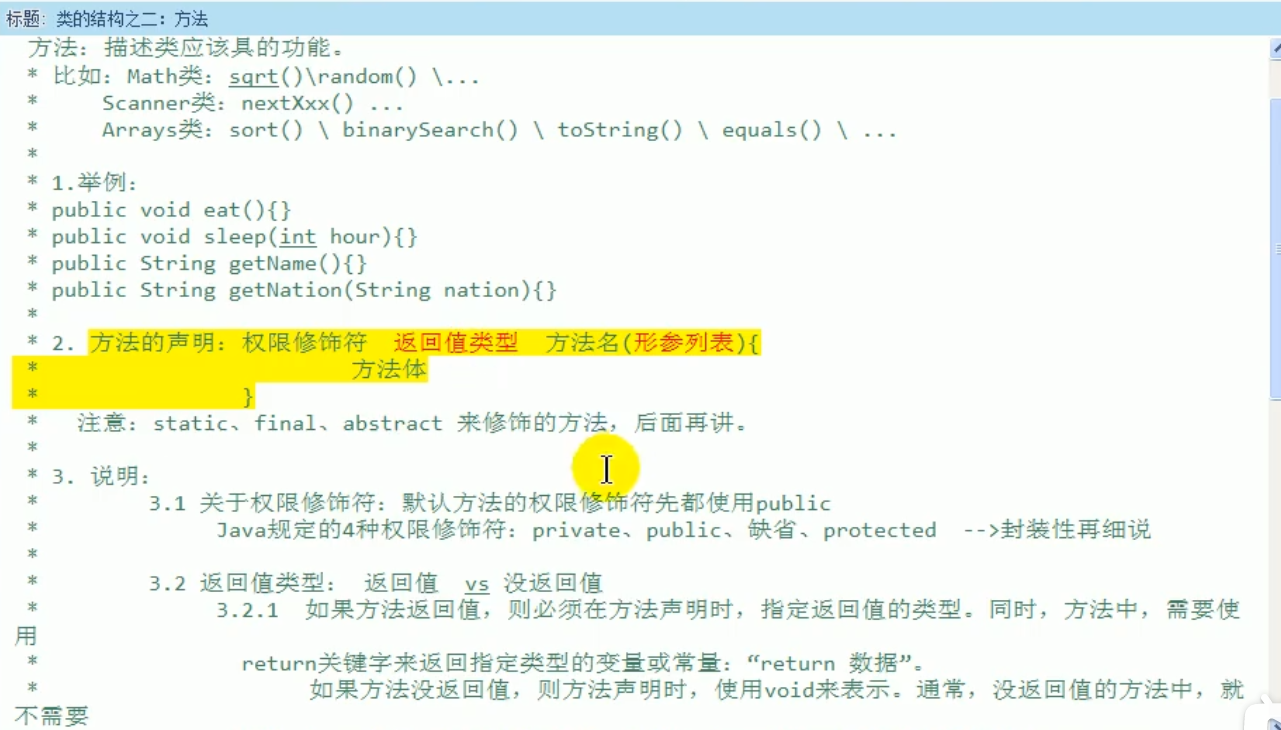 标题: 类的结构之二：方法
方法：描述类应该具的功能。
* 比如：Math类：sqrt()\random() \...
*     Scanner类：nextXxx() ...
*     Arrays类：sort() \ binarySearch() \ toString() \ equals() \ ...
*
* 1.举例：
* public void eat(){}
* public void sleep(int hour){}
* public String getName(){}
* public String getNation(String nation){}
*
* 2. 方法的声明：权限修饰符  返回值类型  方法名(形参列表){
*                方法体
*              }
*   注意：static、final、abstract 来修饰的方法，后面再讲。
*
* 3. 说明：
*        3.1 关于权限修饰符：默认方法的权限修饰符先都使用public
*             Java规定的4种权限修饰符：private、public、缺省、protected  -->封装性再细说
*
*        3.2 返回值类型： 返回值  vs 没返回值
*             3.2.1  如果方法返回值，则必须在方法声明时，指定返回值的类型。同时，方法中，需要使
用
*               return关键字来返回指定类型的变量或常量：“return 数据”。
*                    如果方法没返回值，则方法声明时，使用void来表示。通常，没返回值的方法中，就
不需要